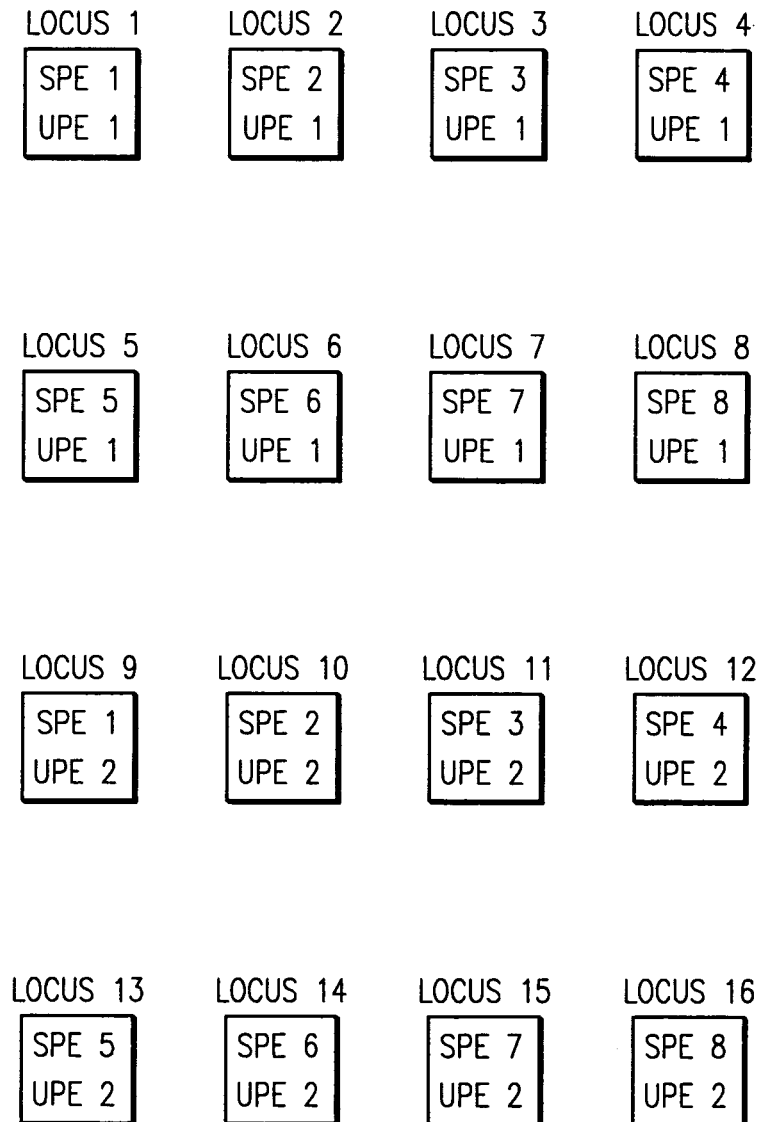 LOCUS 1 LOCUS 2 LOCUS 3 LOCUS 4
SPE 1 SPE 2 SPE 3 SPE 4
UPE 1 UPE 1 UPE 1 UPE 1
LOCUS 5 LOCUS 6 LOCUS 7 LOCUS 8
SPE 5 SPE 6 SPE 7 SPE 8
UPE 1 UPE 1 UPE 1 UPE 1
LOCUS 9 LOCUS 10 LOCUS 11 LOCUS 12
SPE 1 SPE 2 SPE 3 SPE 4
UPE 2 UPE 2 UPE 2 UPE 2
LOCUS 13 LOCUS 14 LOCUS 15 LOCUS 16
SPE 5 SPE 6 SPE 7 SPE 8
UPE 2 UPE 2 UPE 2 UPE 2